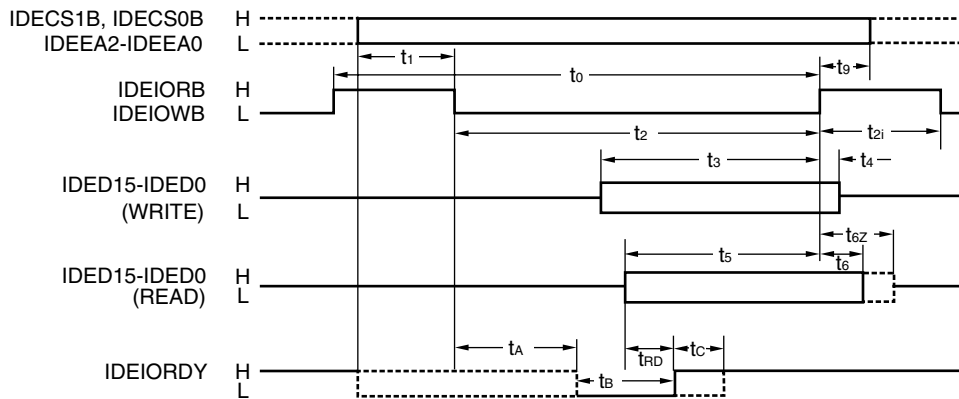 IDECS1B, IDECS0B H
IDEEA2-IDEEA0 L
t1
t9
t0
IDEIORB H
IDEIOWB L
t2
t2i
t3
t4
IDED15-IDED0 H
(WRITE) L
t6Z
t5
t6
IDED15-IDED0 H
(READ) L
tA
tRD
tC
IDEIORDY H
L
tB